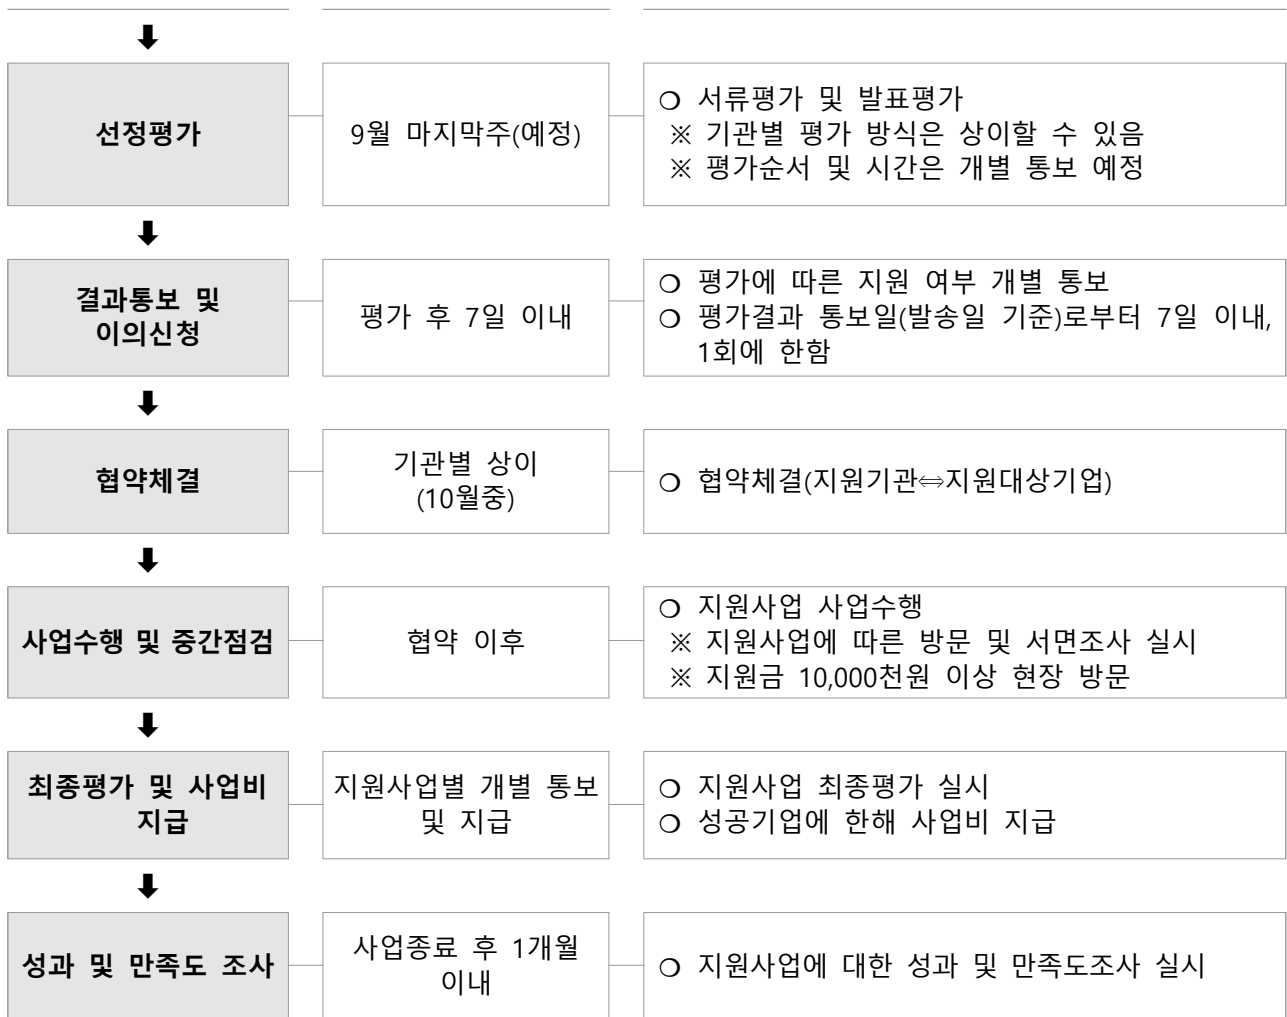 선정평가
9월 마지막주(예정)
❍ 서류평가 및 발표평가
※ 기관별 평가 방식은 상이할 수 있음
※ 평가순서 및 시간은 개별 통보 예정
결과통보 및
이의신청
평가 후 7일 이내
❍ 평가에 따른 지원 여부 개별 통보
❍ 평가결과 통보일(발송일 기준)로부터 7일 이내,
1회에 한함
협약체결
기관별 상이
(10월중)
❍ 협약체결(지원기관⇔지원대상기업)
사업수행 및 중간점검
협약 이후
❍ 지원사업 사업수행
※ 지원사업에 따른 방문 및 서면조사 실시
※ 지원금 10,000천원 이상 현장 방문
최종평가 및 사업비
지급
지원사업별 개별 통보
및 지급
❍ 지원사업 최종평가 실시
❍ 성공기업에 한해 사업비 지급
성과 및 만족도 조사
사업종료 후 1개월
이내
❍ 지원사업에 대한 성과 및 만족도조사 실시